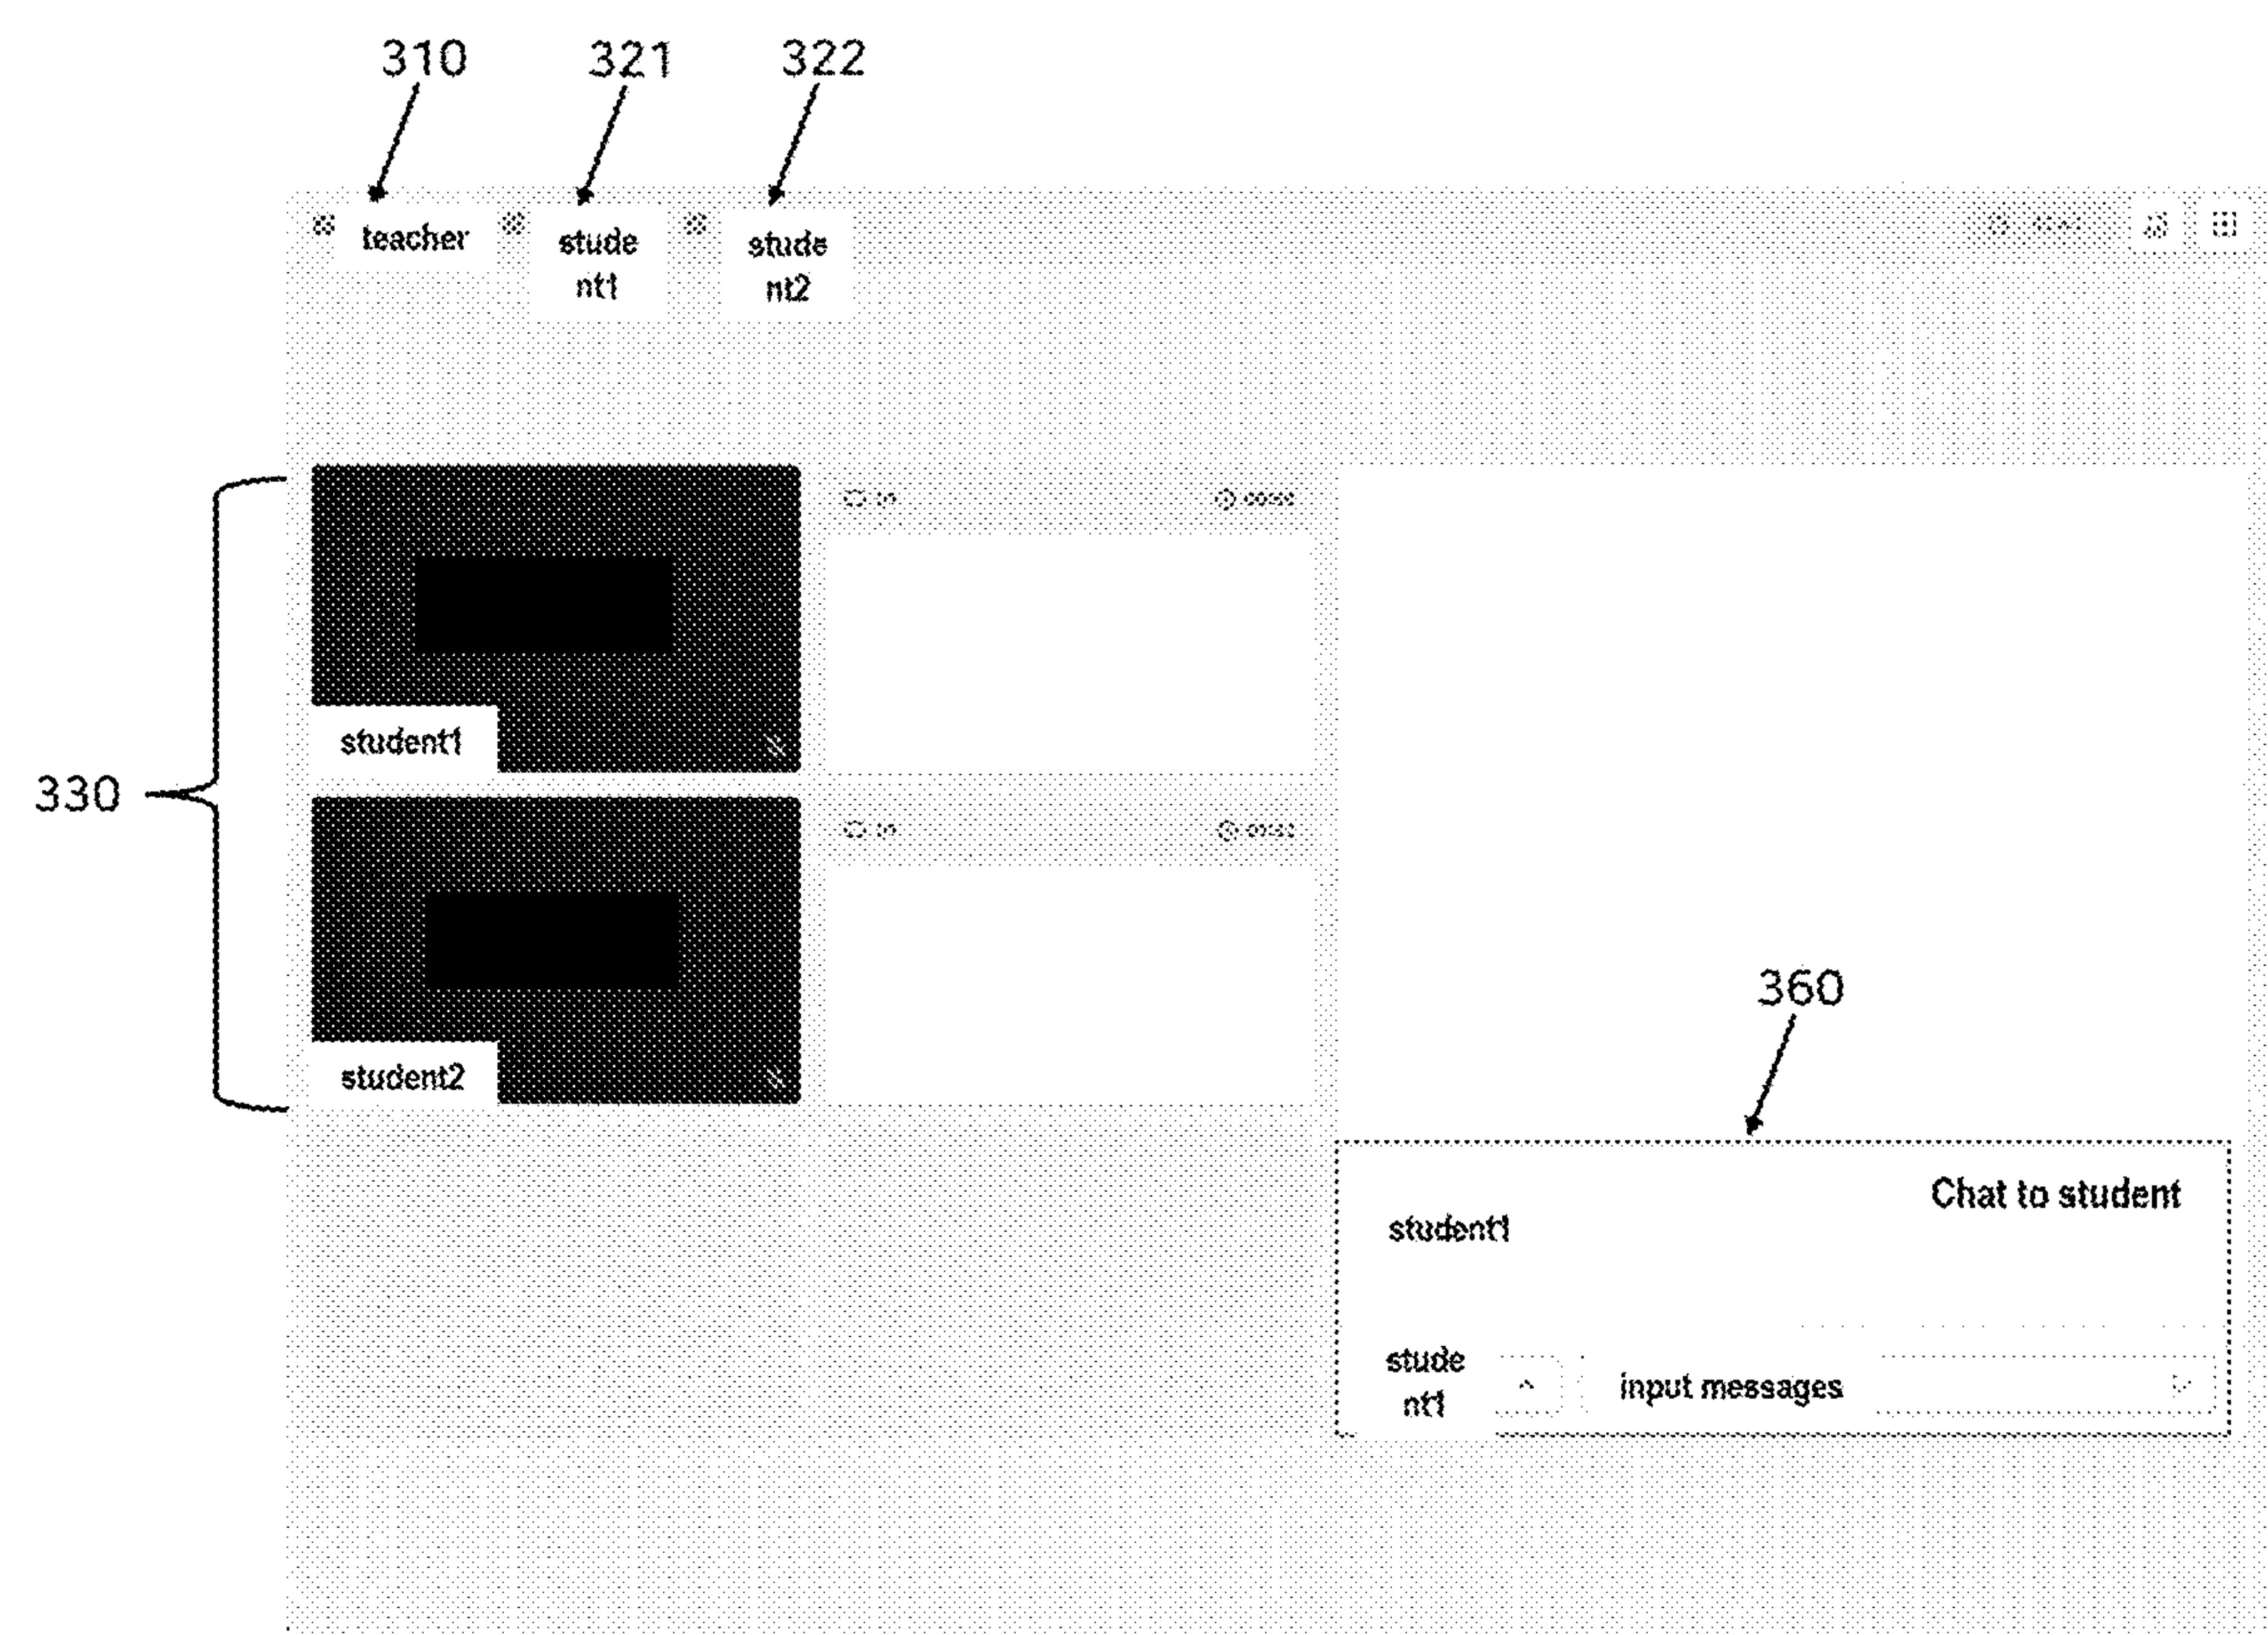 310
321
322
teacher
stude
nt1
stude
nt2
student1
330
student2
360
Chat to student
student1
stude
nt1
input messages